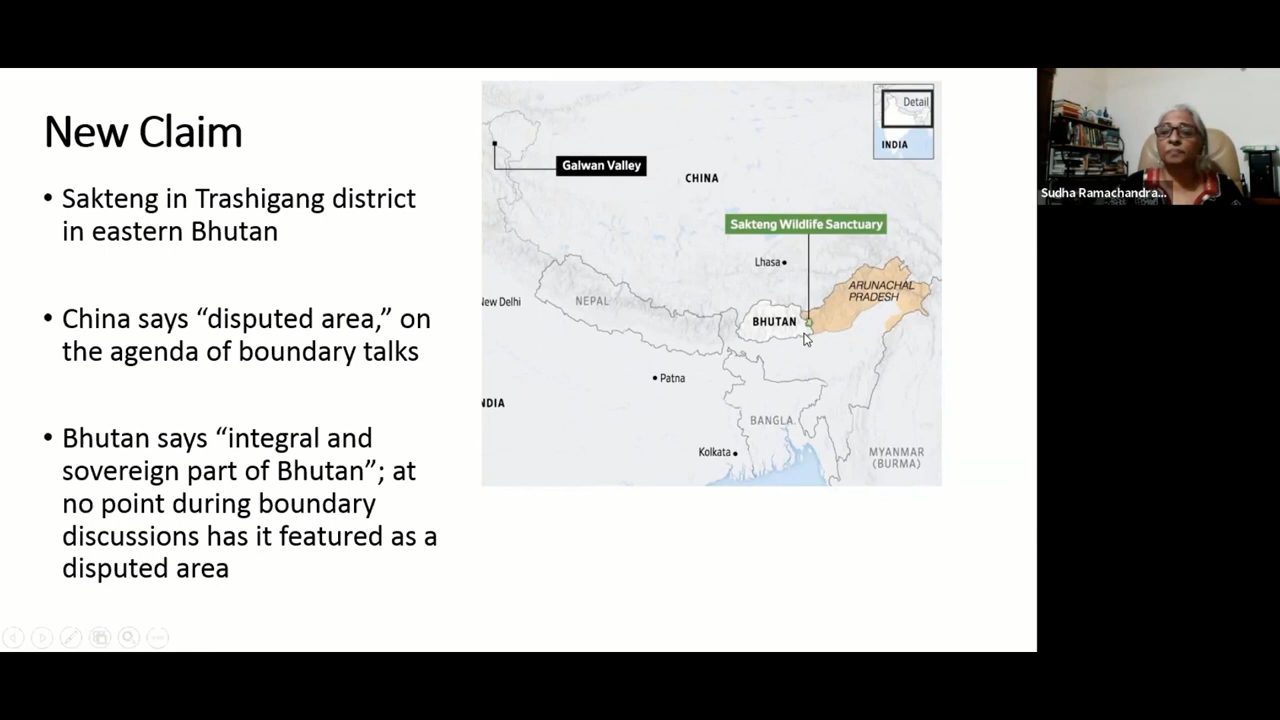 New Claim
• Sakteng in Trashigang district
in eastern Bhutan
• China says “disputed area,” on
the agenda of boundary talks
• Bhutan says “integral and
sovereign part of Bhutan”; at
no point during boundary
discussions has it featured as a
disputed area
Detail
INDIA
Galwan Valley
CHINA
Sakteng Wildlife Sanctuary
Lhasa
ARUNACHAL
PRADESH
New Delhi
NEPAL
BHUTAN
Patna
NDIA
BANGLA.
Kolkata
MYANMAR
(BURMA)
Sudha Ramachandra...